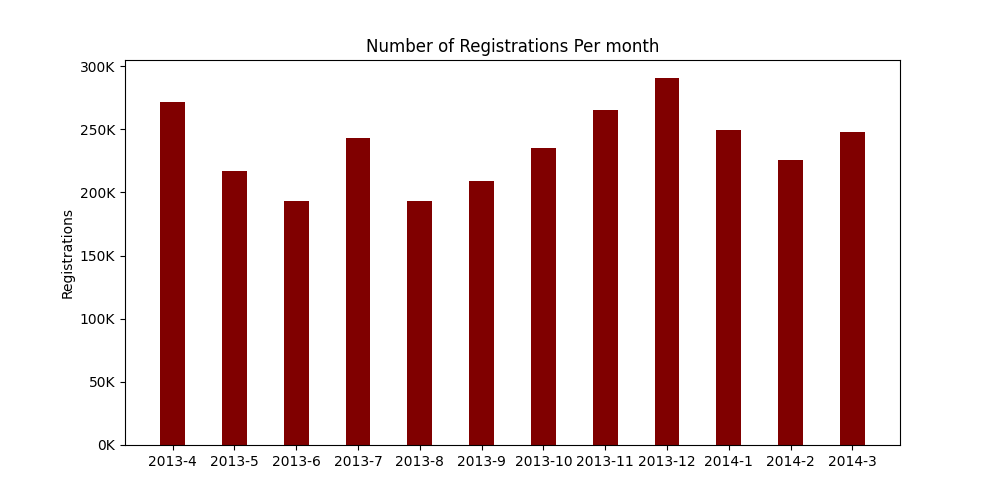 Number of Registrations Per month
300K
250K
200K
150K
100K
50K
0K
Registrations
2013-4 2013-5 2013-6 2013-7 2013-8 2013-9 2013-10 2013-11 2013-12 2014-1 2014-2 2014-3